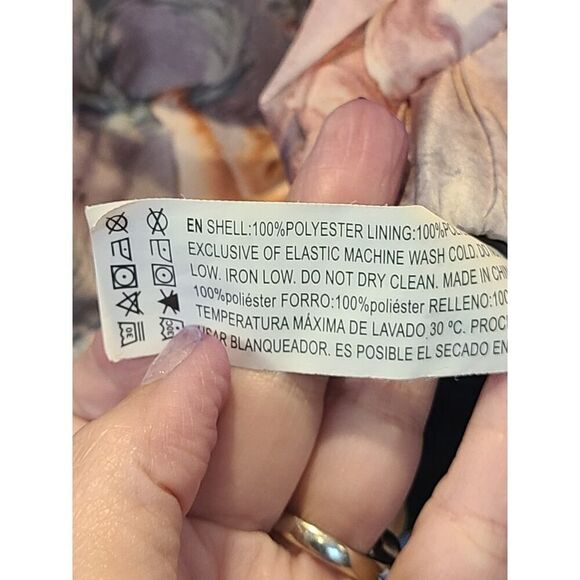 EN SHELL:100%POLYESTER LINING:100%
EXCLUSIVE OF ELASTIC MACHINE WASH COLD.
LOW. IRON LOW. DO NOT DRY CLEAN. MADE IN
100%poliéster FORRO:100%poliéster RELLENO:
TEMPERATURA MÁXIMA DE LAVADO 30 °C.
BLANQUEADOR. ES POSIBLE EL SECADO EN